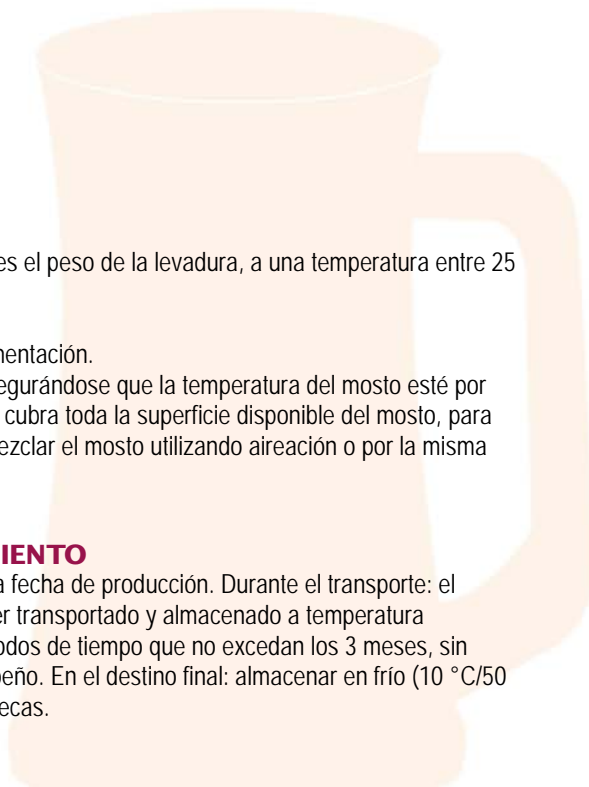 es el peso de la levadura, a una temperatura entre 25
mentación.
egurándose que la temperatura del mosto esté por
cubra toda la superficie disponible del mosto, para
ezclar el mosto utilizando aireación o por la misma
IENTO
a fecha de producción. Durante el transporte: el
er transportado y almacenado a temperatura
odos de tiempo que no excedan los 3 meses, sin
peño. En el destino final: almacenar en frío (10 °C/50
ecas.